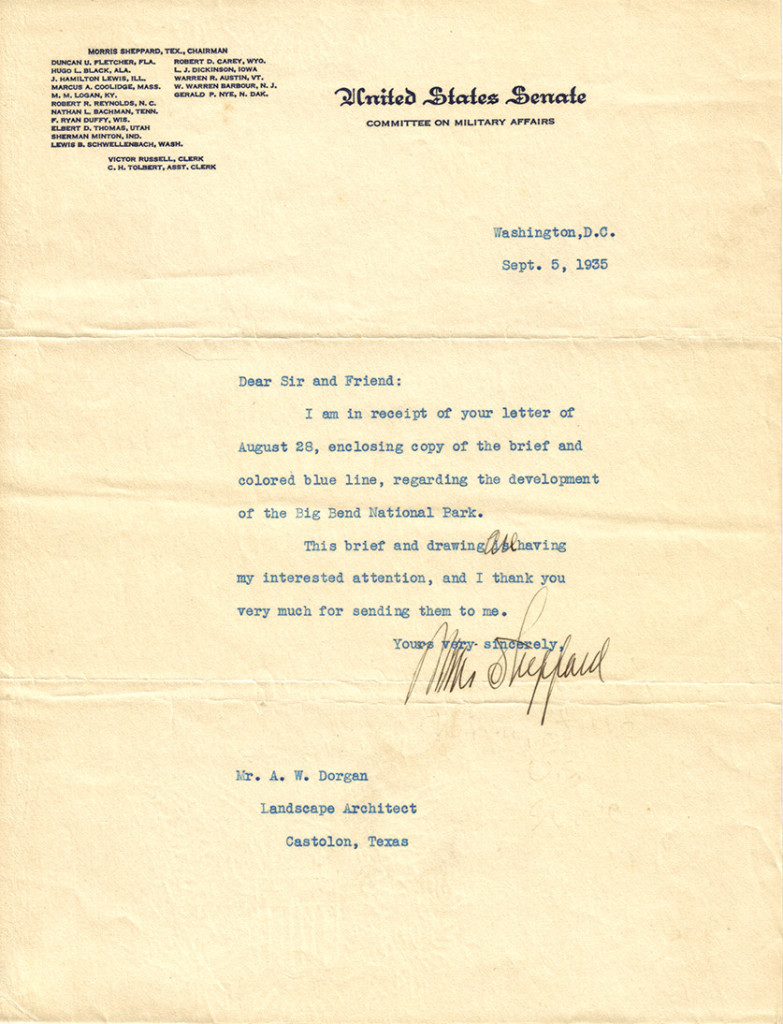 MORRIS SHEPPARD, TEX., CHAIRMAN
DUNCAN U. FLETCHER, FLA.
HUGO L. BLACK, ALA.
J. HAMILTON LEWIS, ILL.
MARCUS A. COOLIDGE, MASS.
M. M. LOGAN, KY.
ROBERT R. REYNOLDS, N. C.
NATHAN L. BACHMAN, TENN.
F. RYAN DUFFY, WIS.
ELBERT D. THOMAS, UTAH
SHERMAN MINTON, IND.
LEWIS B. SCHWELLENBACH, WASH.
ROBERT D. CAREY, WYO.
L. J. DICKINSON, IOWA
WARREN R. AUSTIN, VT.
W. WARREN BARBOUR, N. J.
GERALD P. NYE, N. DAK.
VICTOR RUSSELL, CLERK
C. H. TOLBERT, ASST. CLERK
United States Senate
COMMITTEE ON MILITARY AFFAIRS
Washington,D.C.
Sept. 5, 1935
Dear Sir and Friend:
I am in receipt of your letter of
August 28, enclosing copy of the brief and
colored blue line, regarding the development
of the Big Bend National Park.
This brief and drawing are having
my interested attention, and I thank you
very much for sending them to me.
Yours very sincerely,
Morris Sheppard
Mr. A. W. Dorgan
Landscape Architect
Castolon, Texas